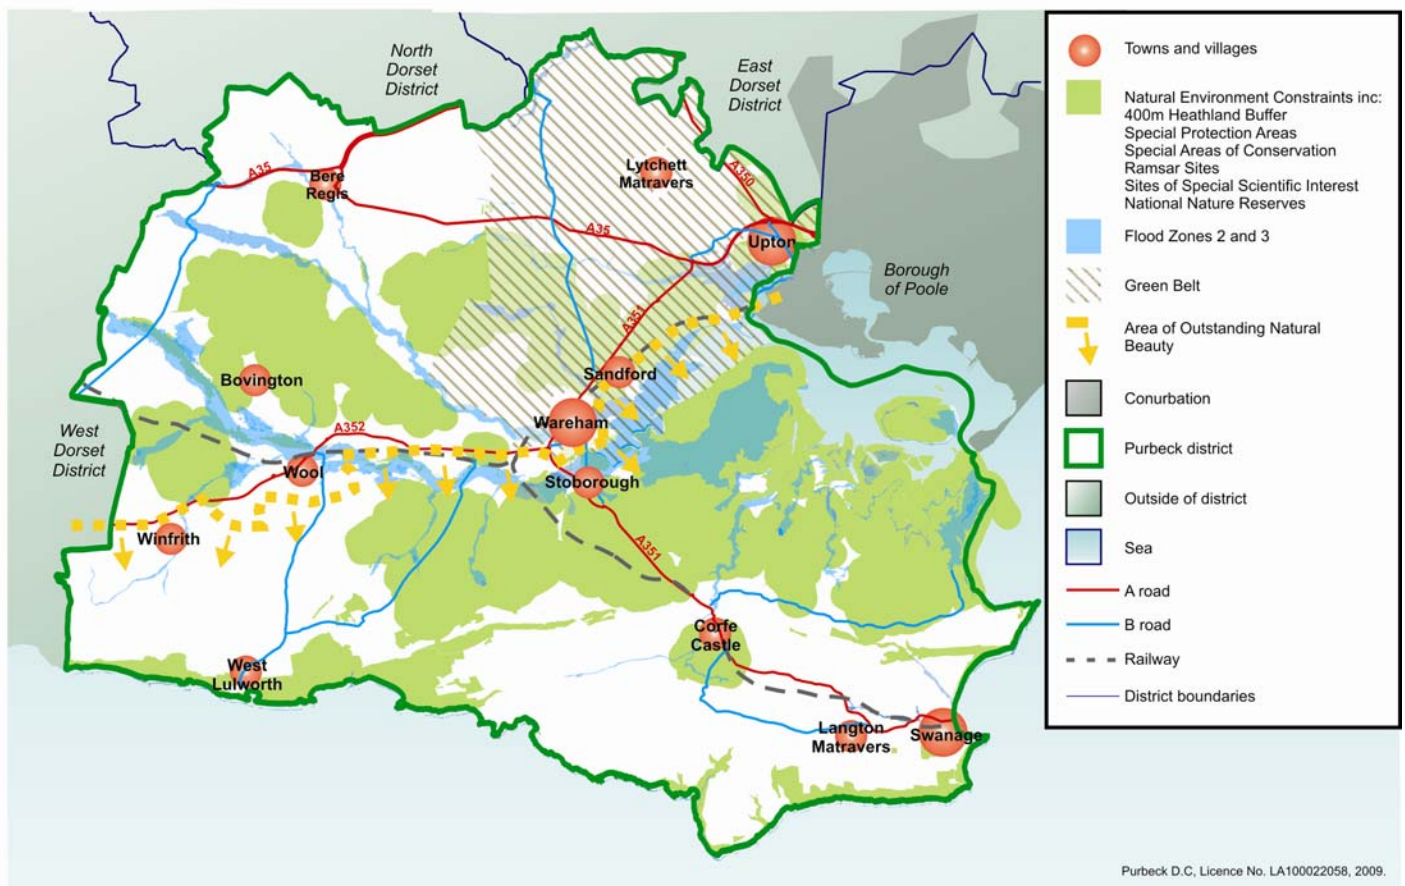 North
Dorset
District
East
Dorset
District
A35
Bere
Regis
Lytchett
Matravers
A350
A35
Upton
Borough
of Poole
A351
Sandford
Bovington
Wareham
West
Dorset
District
A352
Wool
Stoborough
Winfrith
A351
Corfe
Castle
West
Lulworth
Langton
Matravers
Swanage
Towns and villages
Natural Environment Constraints inc:
400m Heathland Buffer
Special Protection Areas
Special Areas of Conservation
Ramsar Sites
Sites of Special Scientific Interest
National Nature Reserves
Flood Zones 2 and 3
Green Belt
Area of Outstanding Natural
Beauty
Conurbation
Purbeck district
Outside of district
Sea
A road
B road
Railway
District boundaries
Purbeck D.C, Licence No. LA100022058, 2009.